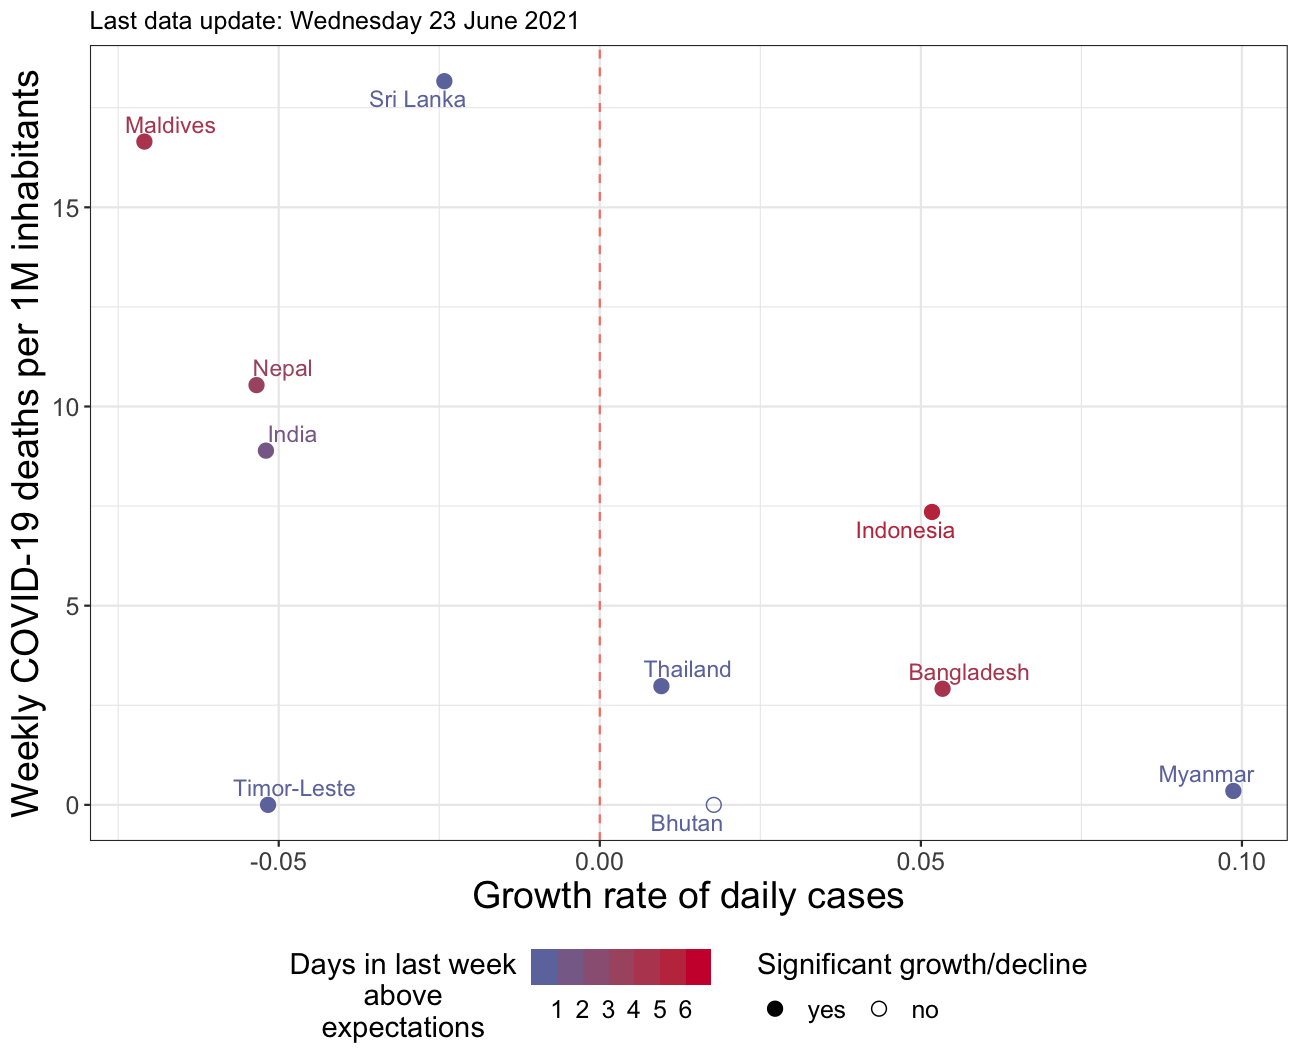 Last data update: Wednesday 23 June 2021
Weekly COVID-19 deaths per 1M inhabitants
Sri Lanka
Maldives
15
Nepal
10
India
Indonesia
5
Thailand
Bangladesh
Myanmar
Timor-Leste
0
Bhutan
-0.05 0.00 0.05 0.10
Growth rate of daily cases
Days in last week
above
expectations
1 2 3 4 5 6
Significant growth/decline
yes no